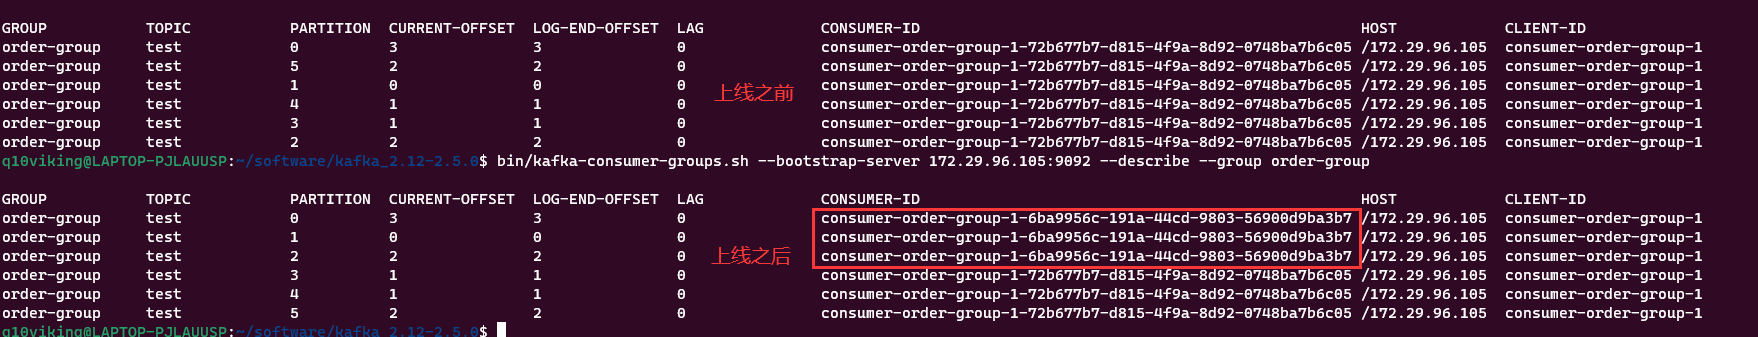 GROUP TOPIC PARTITION CURRENT-OFFSET LOG-END-OFFSET LAG CONSUMER-ID HOST CLIENT-ID
order-group test 0 3 3 0 consumer-order-group-1-72b677b7-d815-4f9a-8d92-0748ba7b6c05 /172.29.96.105 consumer-order-group-1
order-group test 5 2 2 0 consumer-order-group-1-72b677b7-d815-4f9a-8d92-0748ba7b6c05 /172.29.96.105 consumer-order-group-1
order-group test 1 0 0 0 consumer-order-group-1-72b677b7-d815-4f9a-8d92-0748ba7b6c05 /172.29.96.105 consumer-order-group-1
上线之前
order-group test 4 1 1 0 consumer-order-group-1-72b677b7-d815-4f9a-8d92-0748ba7b6c05 /172.29.96.105 consumer-order-group-1
order-group test 3 1 1 0 consumer-order-group-1-72b677b7-d815-4f9a-8d92-0748ba7b6c05 /172.29.96.105 consumer-order-group-1
order-group test 2 2 2 0 consumer-order-group-1-72b677b7-d815-4f9a-8d92-0748ba7b6c05 /172.29.96.105 consumer-order-group-1
q10viking@LAPTOP-PJLAUUSP:~/software/kafka_2.12-2.5.0$ bin/kafka-consumer-groups.sh --bootstrap-server 172.29.96.105:9092 --describe --group order-group
GROUP TOPIC PARTITION CURRENT-OFFSET LOG-END-OFFSET LAG CONSUMER-ID HOST CLIENT-ID
order-group test 0 3 3 0 consumer-order-group-1-6ba9956c-191a-44cd-9803-56900d9ba3b7 /172.29.96.105 consumer-order-group-1
order-group test 1 0 0 0 consumer-order-group-1-6ba9956c-191a-44cd-9803-56900d9ba3b7 /172.29.96.105 consumer-order-group-1
order-group test 2 2 2 0 consumer-order-group-1-6ba9956c-191a-44cd-9803-56900d9ba3b7 /172.29.96.105 consumer-order-group-1
上线之后
order-group test 3 1 1 0 consumer-order-group-1-72b677b7-d815-4f9a-8d92-0748ba7b6c05 /172.29.96.105 consumer-order-group-1
order-group test 4 1 1 0 consumer-order-group-1-72b677b7-d815-4f9a-8d92-0748ba7b6c05 /172.29.96.105 consumer-order-group-1
order-group test 5 2 2 0 consumer-order-group-1-72b677b7-d815-4f9a-8d92-0748ba7b6c05 /172.29.96.105 consumer-order-group-1
q10viking@LAPTOP-PJLAUUSP:~/software/kafka_2.12-2.5.0$